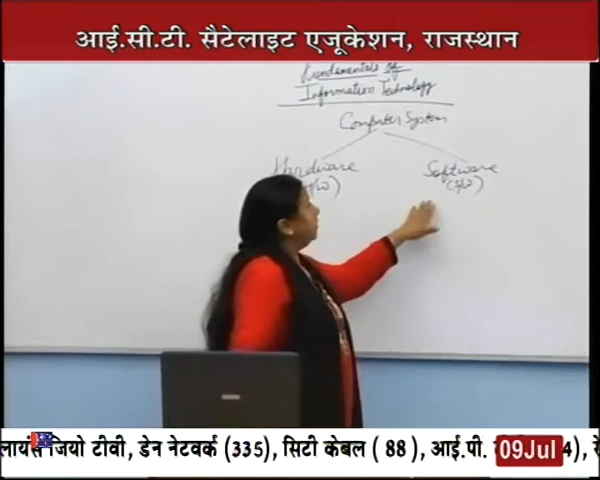 आई.सी.टी. सैटेलाइट एजूकेशन, राजस्थान
Fundamentals of
Information Technology
Computer System
Hardware Software
(H/W) (S/W)
जियो टीवी, डेन नेटवर्क (335), सिटी केबल ( 88), आई.पी.
09Jul